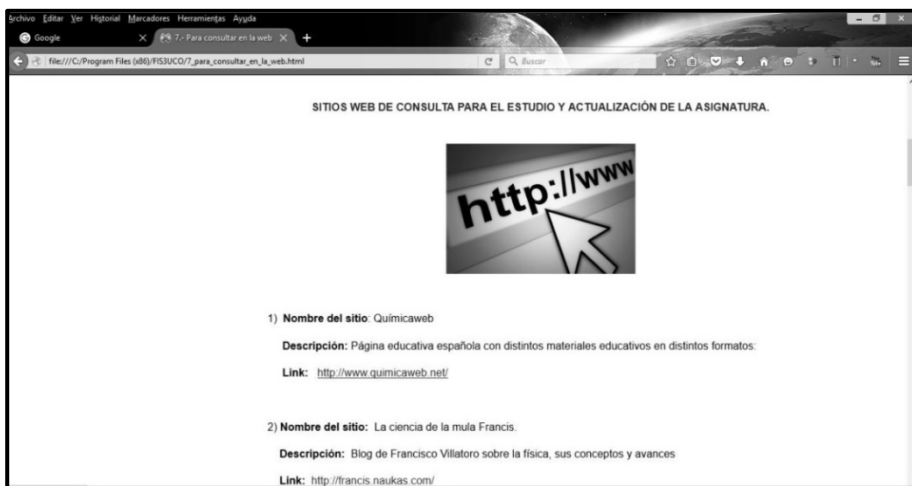 Archivo Editar Ver Historial Marcadores Herramientas Ayuda
Google
7.- Para consultar en la web
file:///C:/Program Files (x86)/FIS3UCO/7_para_consultar_en_la_web.html
Buscar
SITIOS WEB DE CONSULTA PARA EL ESTUDIO Y ACTUALIZACIÓN DE LA ASIGNATURA.
http://www
1) Nombre del sitio: Químicaweb
Descripción: Página educativa española con distintos materiales educativos en distintos formatos:
Link: http://www.quimicaweb.net/
2) Nombre del sitio: La ciencia de la mula Francis.
Descripción: Blog de Francisco Villatoro sobre la física, sus conceptos y avances
Link: http://francis.naukas.com/